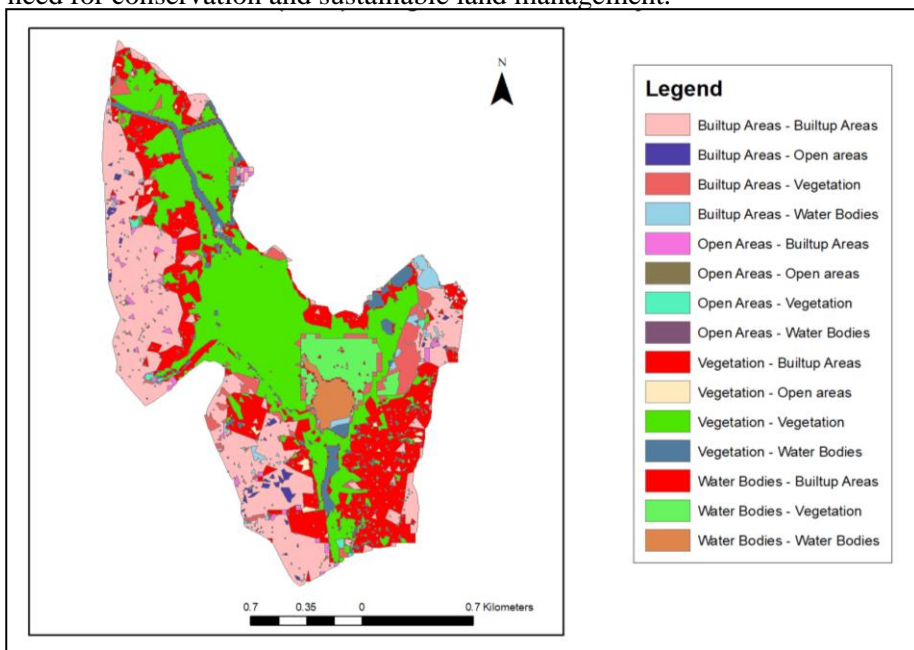 need for conservation and sustainable land management.
N
Legend
Builtup Areas - Builtup Areas
Builtup Areas - Open areas
Builtup Areas - Vegetation
Builtup Areas - Water Bodies
Open Areas - Builtup Areas
Open Areas - Open areas
Open Areas - Vegetation
Open Areas - Water Bodies
Vegetation - Builtup Areas
Vegetation - Open areas
Vegetation - Vegetation
Vegetation - Water Bodies
Water Bodies - Builtup Areas
Water Bodies - Vegetation
Water Bodies - Water Bodies
0.7 0.35 0 0.7 Kilometers